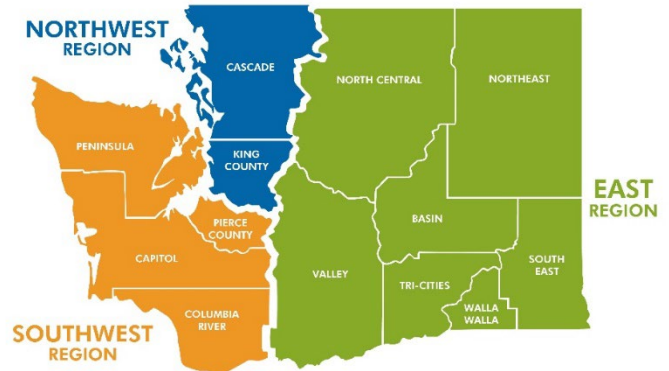 NORTHWEST
REGION
CASCADE
NORTH CENTRAL
NORTHEAST
PENINSULA
KING
COUNTY
EAST
REGION
PIERCE
COUNTY
BASIN
CAPITOL
VALLEY
TRI-CITIES
SOUTH
EAST
COLUMBIA
RIVER
WALLA
WALLA
SOUTHWEST
REGION